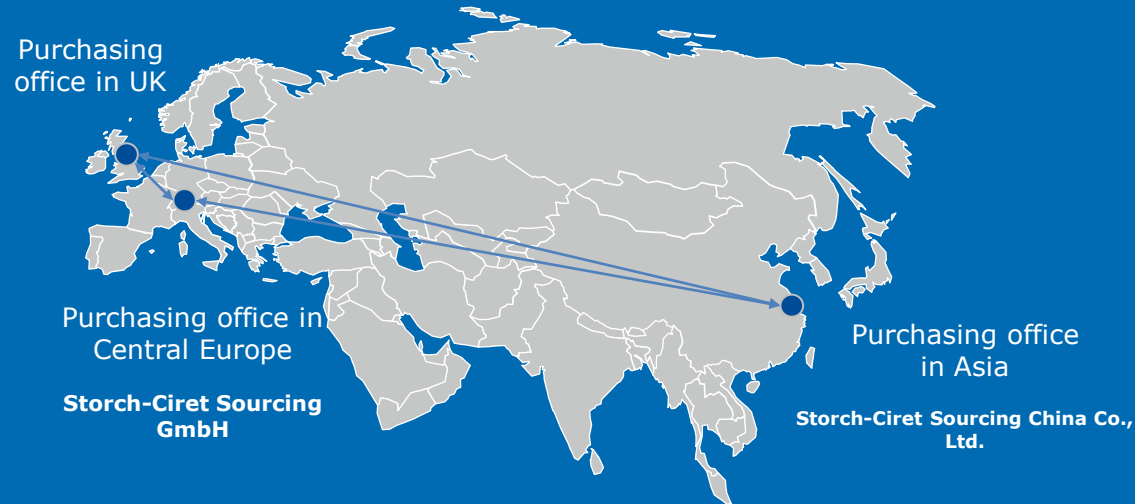 Purchasing
office in UK
Purchasing office in
Central Europe
Storch-Ciret Sourcing
GmbH
Purchasing office
in Asia
Storch-Ciret Sourcing China Co.,
Ltd.